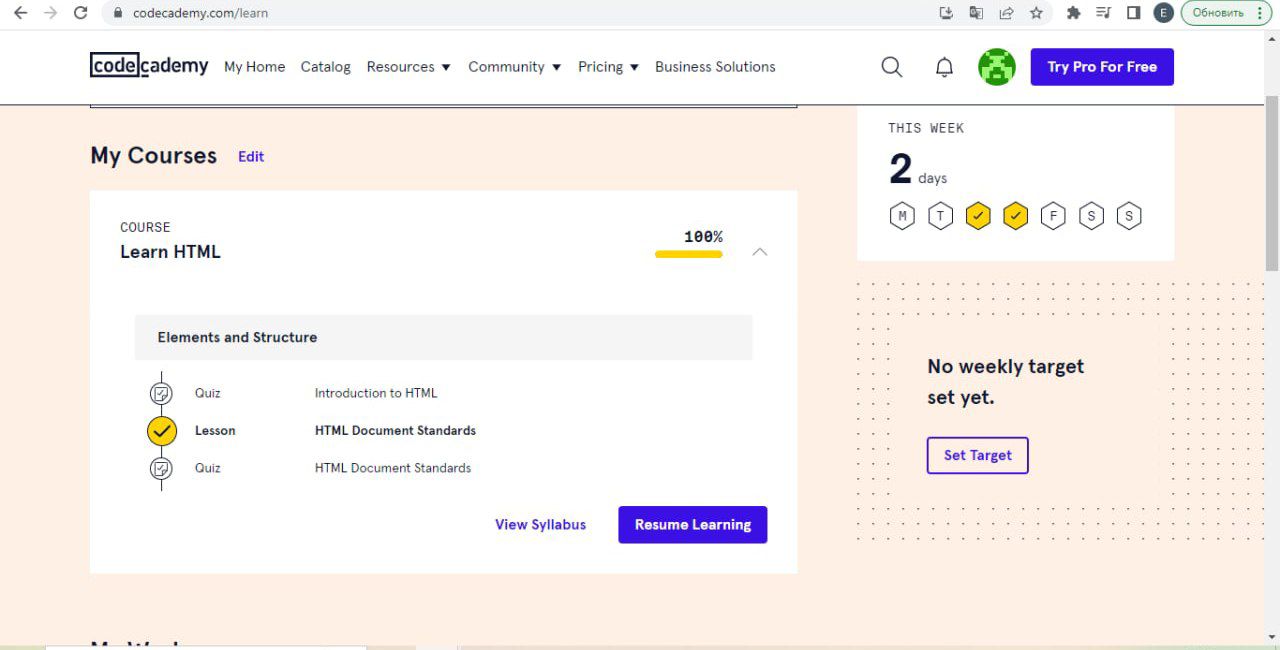 codecademy.com/learn
E
Обновить
codecademy
My Home
Catalog
Resources
Community
Pricing
Business Solutions
Try Pro For Free
My Courses
Edit
COURSE
Learn HTML
100%
Elements and Structure
Quiz
Introduction to HTML
Lesson
HTML Document Standards
Quiz
HTML Document Standards
View Syllabus
Resume Learning
THIS WEEK
2 days
M
T
F
S
S
No weekly target
set yet.
Set Target